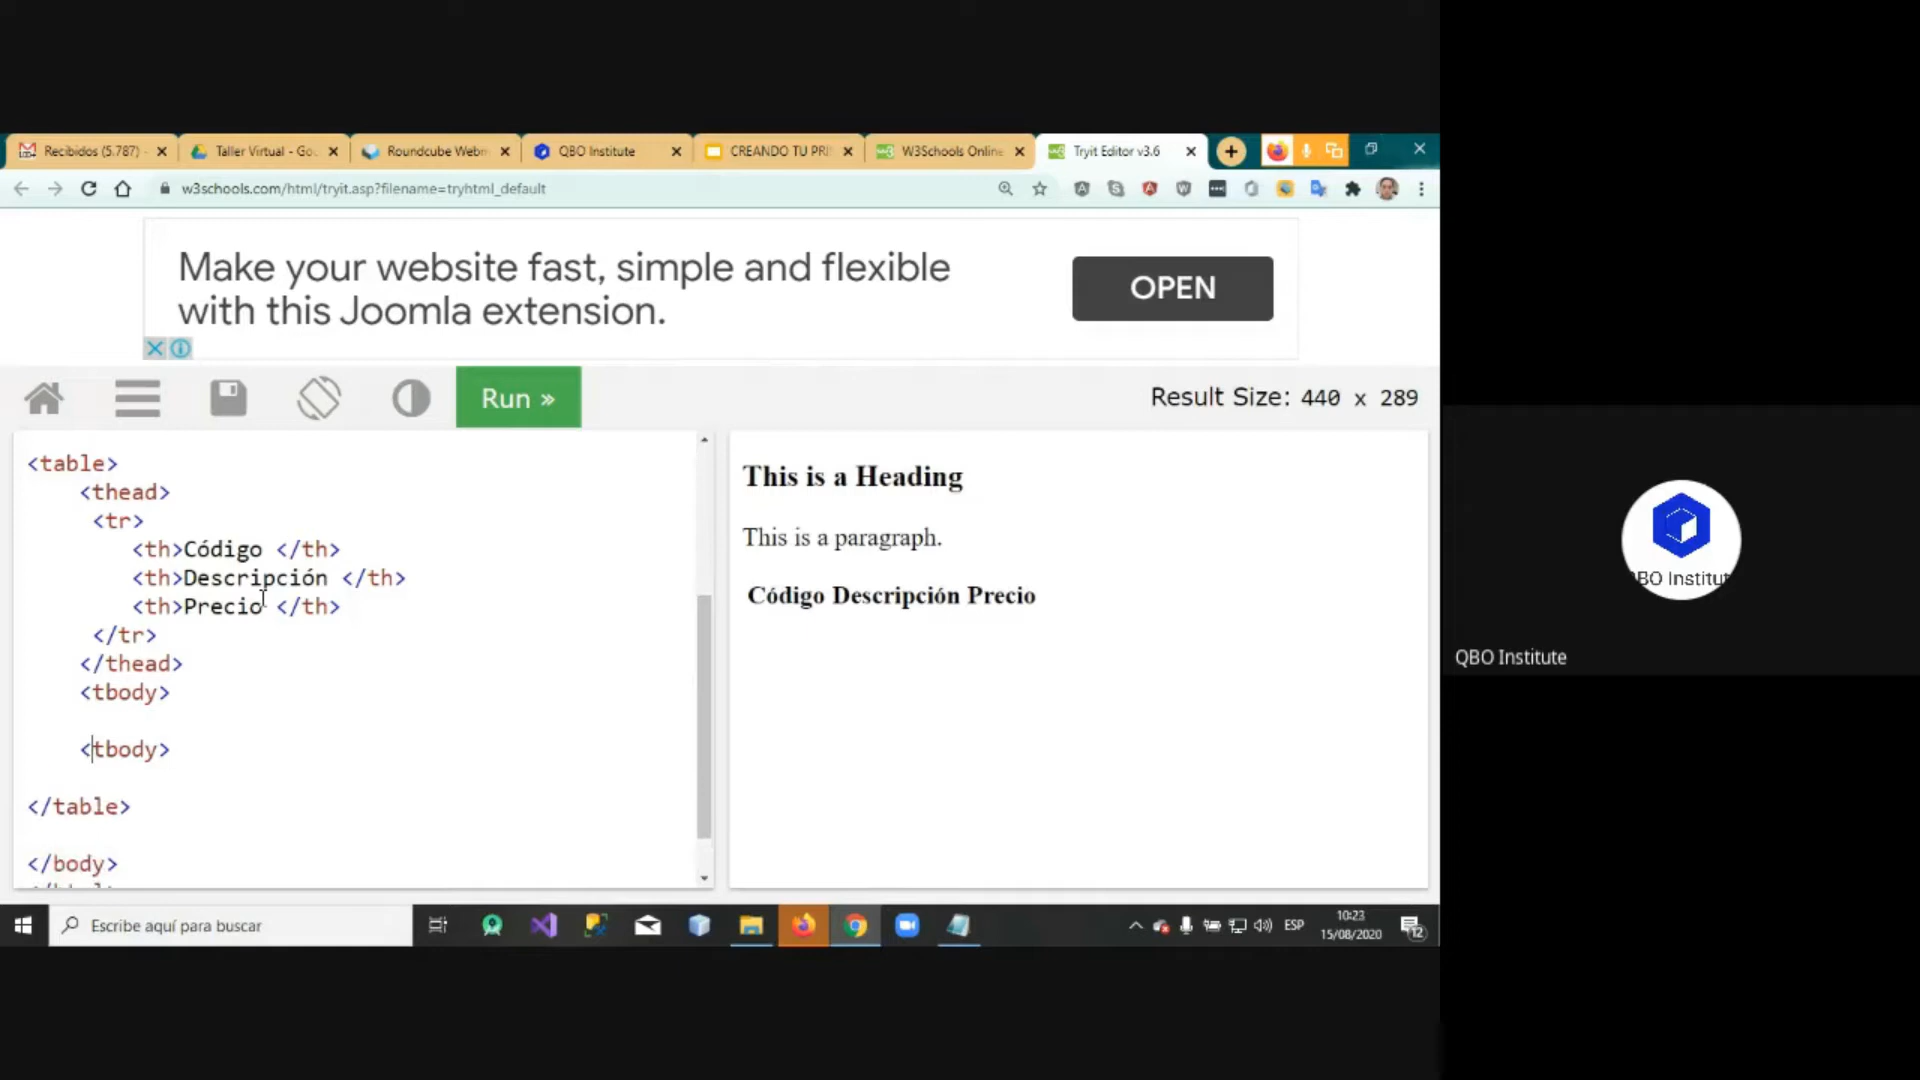 Recibidos (5.787)
Taller Virtual - Go
Roundcube Webm
QBO Institute
CREANDO TU PRI
W3Schools Online
Tryit Editor v3.6
w3schools.com/html/tryit.asp?filename=tryhtml_default
Make your website fast, simple and flexible
with this Joomla extension.
OPEN
Run »
Result Size: 440 x 289
<table>
<thead>
<tr>
<th>Código </th>
<th>Descripción </th>
<th>Precio </th>
</tr>
</thead>
<tbody>
<tbody>
</table>
</body>
This is a Heading
This is a paragraph.
Código Descripción Precio
QBO Institut
QBO Institute
Escribe aquí para buscar
ESP
10:23
15/08/2020
12